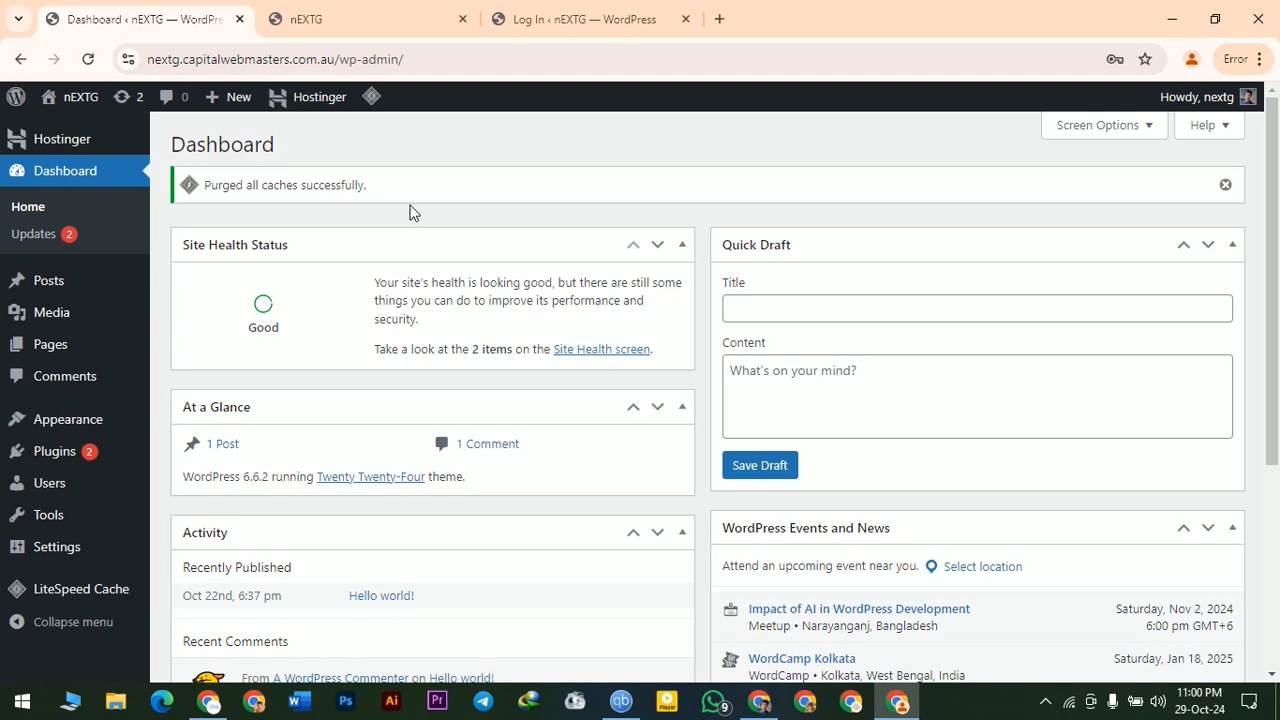 Dashboard ‹ nEXTG — WordPre
nEXTG
Log In ‹ nEXTG — WordPress
nextg.capitalwebmasters.com.au/wp-admin/
Error
nEXTG
2
0
New
Hostinger
Howdy, nextg
Hostinger
Dashboard
Home
Updates 2
Posts
Media
Pages
Comments
Appearance
Plugins 2
Users
Tools
Settings
LiteSpeed Cache
Collapse menu
Screen Options
Help
Dashboard
Purged all caches successfully.
Site Health Status
Good
Your site's health is looking good, but there are still some
things you can do to improve its performance and
security.
Take a look at the 2 items on the Site Health screen.
At a Glance
1 Post
1 Comment
WordPress 6.6.2 running Twenty Twenty-Four theme.
Activity
Recently Published
Oct 22nd, 6:37 pm
Hello world!
Recent Comments
From A WordPress Commenter on Hello world!
Quick Draft
Title
Content
What's on your mind?
Save Draft
WordPress Events and News
Attend an upcoming event near you.
Select location
Impact of AI in WordPress Development
Meetup • Narayanganj, Bangladesh
Saturday, Nov 2, 2024
6:00 pm GMT+6
WordCamp Kolkata
WordCamp • Kolkata, West Bengal, India
Saturday, Jan 18, 2025
W
Ps
Ai
Pr
qb
Player
9
11:00 PM
29-Oct-24